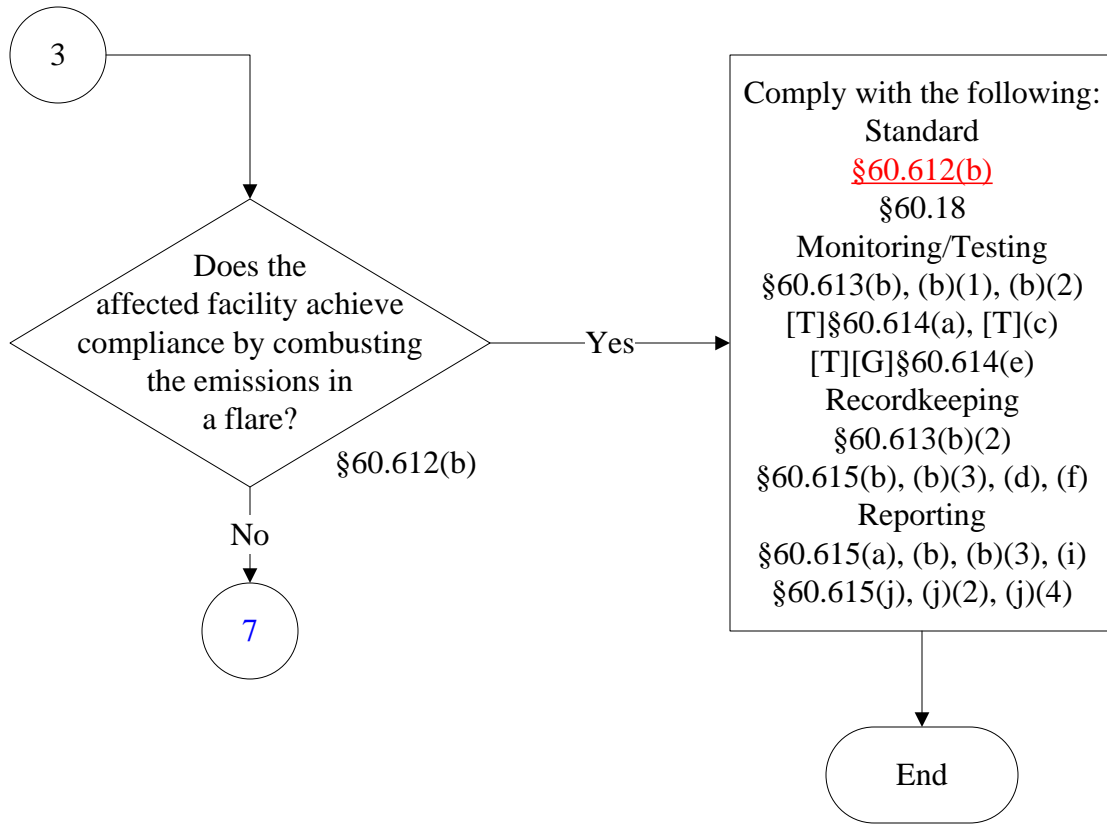 3
Does the
affected facility achieve
compliance by combusting
the emissions in
a flare?
§60.612(b)
Yes
No
7
Comply with the following:
Standard
§60.612(b)
§60.18
Monitoring/Testing
§60.613(b), (b)(1), (b)(2)
[T]§60.614(a), [T](c)
[T][G]§60.614(e)
Recordkeeping
§60.613(b)(2)
§60.615(b), (b)(3), (d), (f)
Reporting
§60.615(a), (b), (b)(3), (i)
§60.615(j), (j)(2), (j)(4)
End